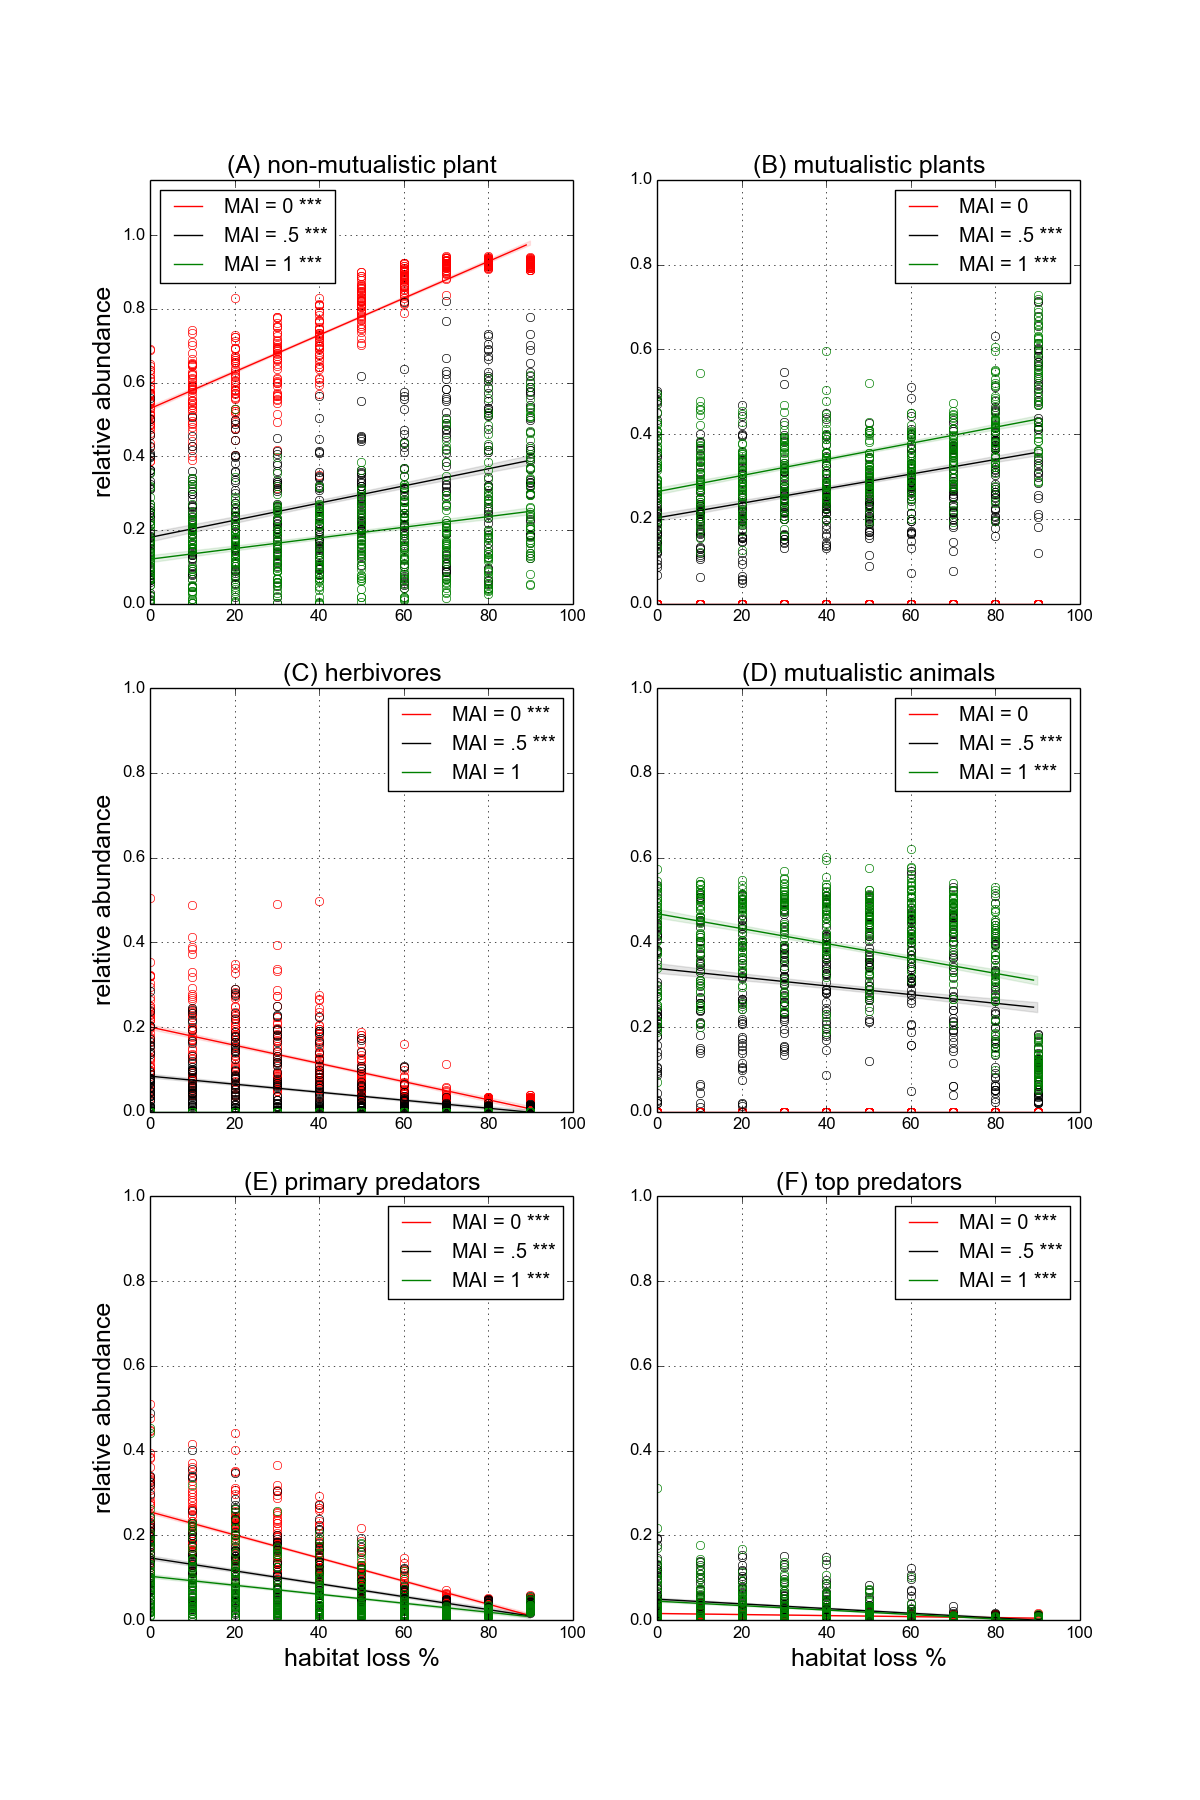 (A) non-mutualistic plant
MAI = 0 ***
MAI = .5 ***
MAI = 1 ***
relative abundance
1.0
0.8
0.6
0.4
0.2
0.0
0 20 40 60 80 100
(B) mutualistic plants
MAI = 0
MAI = .5 ***
MAI = 1 ***
1.0
0.8
0.6
0.4
0.2
0.0
0 20 40 60 80 100
(C) herbivores
MAI = 0 ***
MAI = .5 ***
MAI = 1
relative abundance
1.0
0.8
0.6
0.4
0.2
0.0
0 20 40 60 80 100
(D) mutualistic animals
MAI = 0
MAI = .5 ***
MAI = 1 ***
1.0
0.8
0.6
0.4
0.2
0.0
0 20 40 60 80 100
(E) primary predators
MAI = 0 ***
MAI = .5 ***
MAI = 1 ***
relative abundance
1.0
0.8
0.6
0.4
0.2
0.0
0 20 40 60 80 100
habitat loss %
(F) top predators
MAI = 0 ***
MAI = .5 ***
MAI = 1 ***
1.0
0.8
0.6
0.4
0.2
0.0
0 20 40 60 80 100
habitat loss %